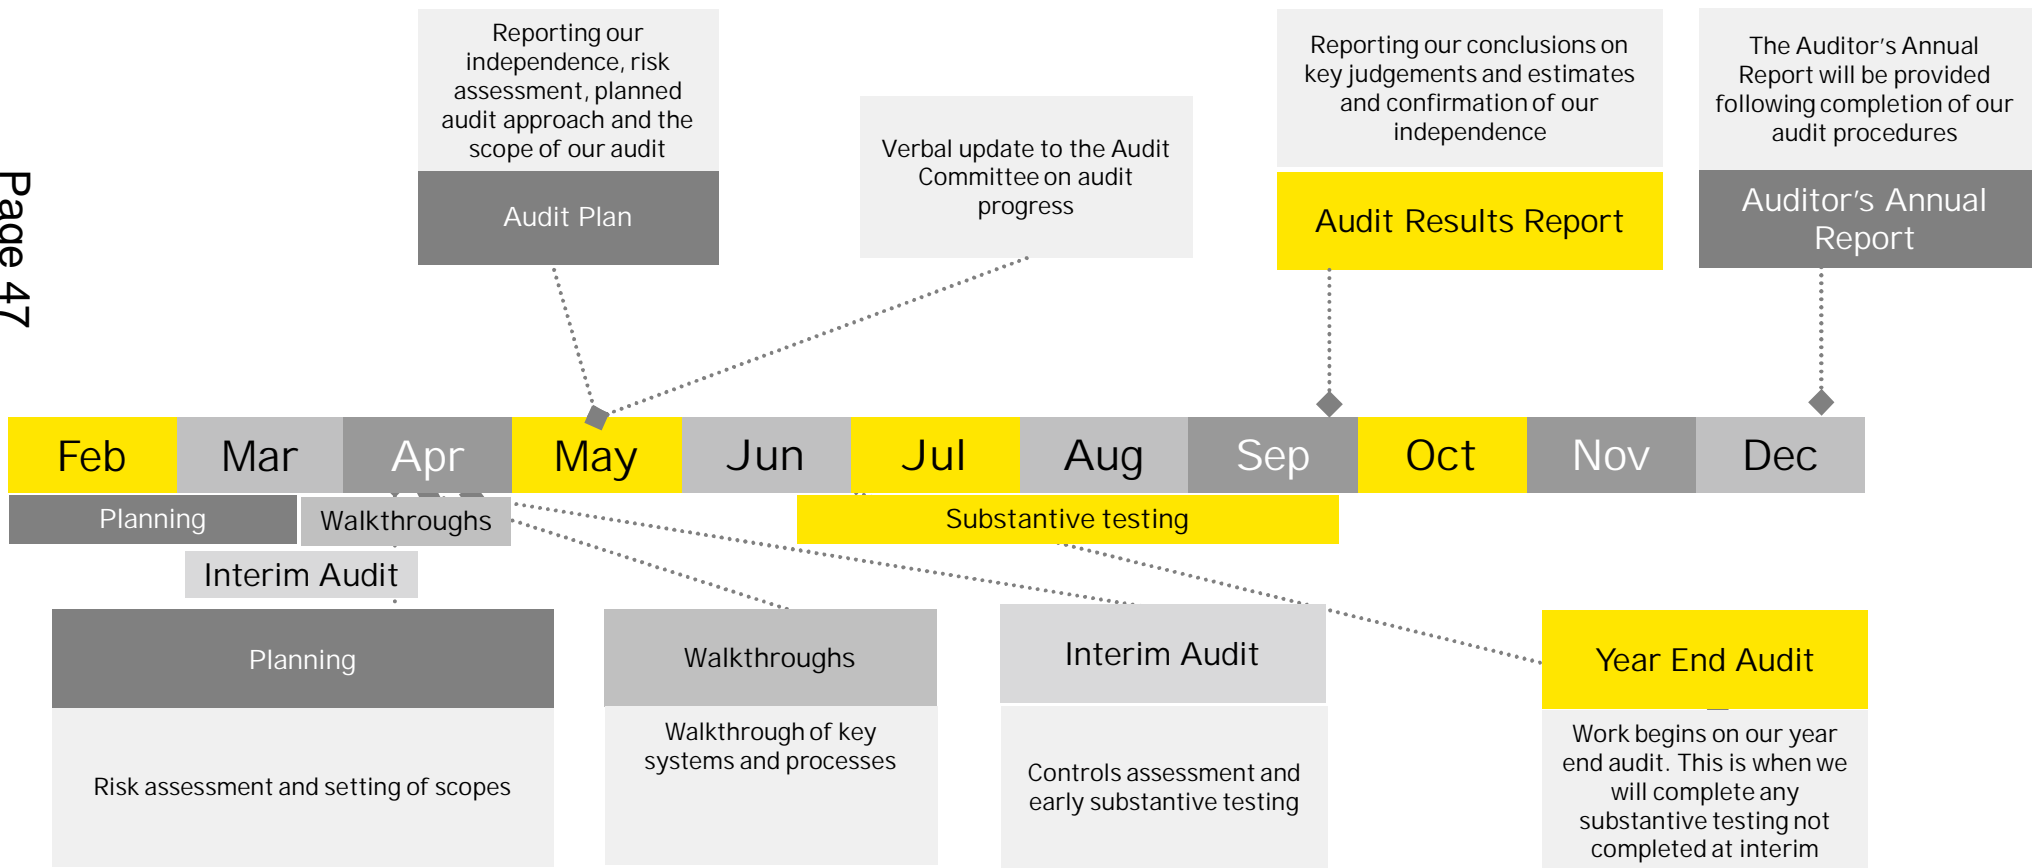 Reporting our
independence, risk
assessment, planned
audit approach and the
scope of our audit
Audit Plan
Verbal update to the Audit
Committee on audit
progress
Reporting our conclusions on
key judgements and estimates
and confirmation of our
independence
Audit Results Report
The Auditor's Annual
Report will be provided
following completion of our
audit procedures
Auditor's Annual
Report
Page 47
Feb Mar Apr May Jun Jul Aug Sep Oct Nov Dec
Planning
Walkthroughs
Substantive testing
Interim Audit
Planning
Risk assessment and setting of scopes
Walkthroughs
Walkthrough of key
systems and processes
Interim Audit
Controls assessment and
early substantive testing
Year End Audit
Work begins on our year
end audit. This is when we
will complete any
substantive testing not
completed at interim